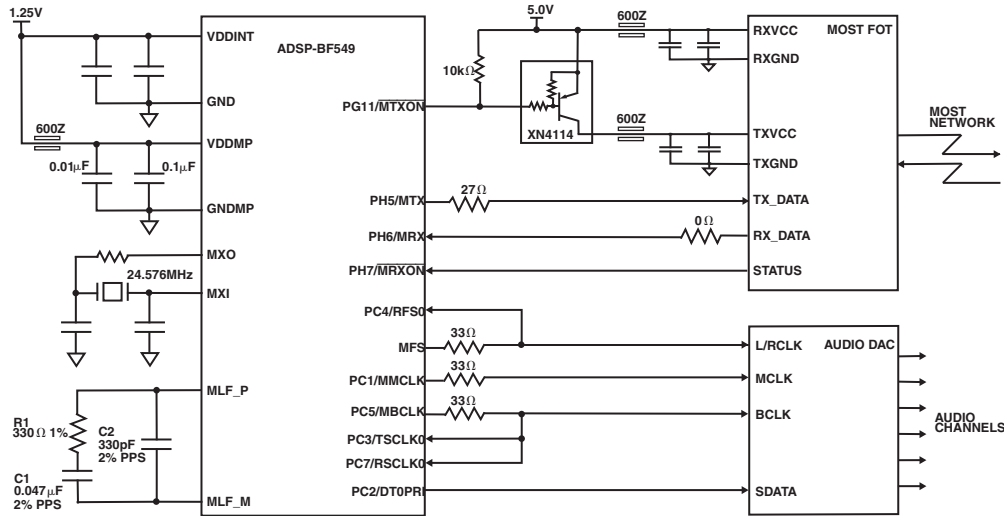 1.25V
VDDINT
GND
600Z
VDDMP
0.01μF
0.1μF
GNDMP
MXO
24.576MHz
MXI
MLF_P
R1
330Ω 1%
C2
330pF
2% PPS
C1
0.047μF
2% PPS
MLF_M
ADSP-BF549
PG11/MTXON
PH5/MTX
PH6/MRX
PH7/MRXON
PC4/RFS0
MFS
PC1/MMCLK
PC5/MBCLK
PC3/TSCLK0
PC7/RSCLK0
PC2/DT0PRI
5.0V
10kΩ
XN4114
600Z
600Z
27Ω
0Ω
33Ω
33Ω
33Ω
MOST FOT
RXVCC
RXGND
TXVCC
TXGND
TX_DATA
RX_DATA
STATUS
MOST
NETWORK
AUDIO DAC
L/RCLK
MCLK
BCLK
SDATA
AUDIO
CHANNELS